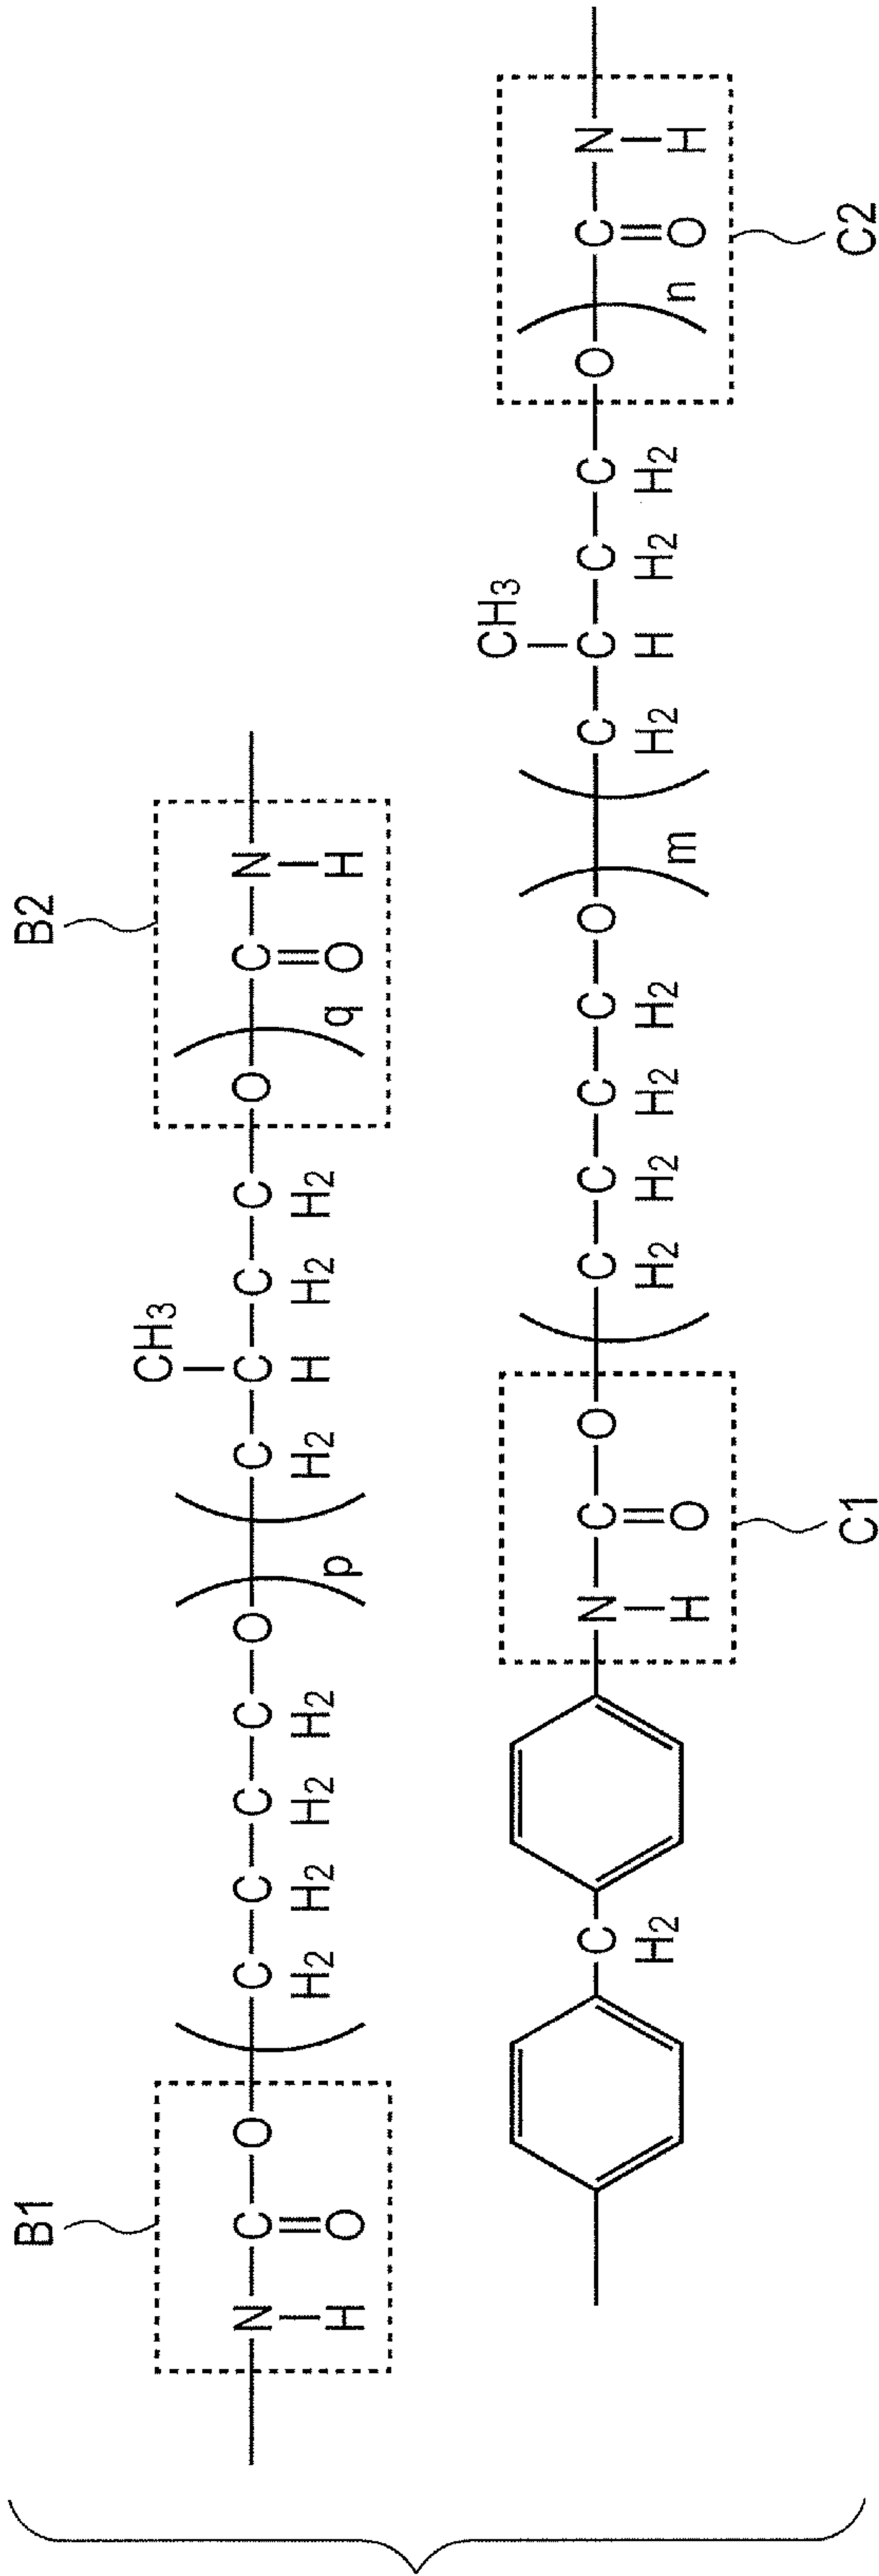 B1
B2
CH3
N — C — O — ( C — C — C — C — O ) p ( C — C — C — C — O ) q C — N
H O H2 H2 H2 H2 H2 H H2 H2 O H
CH3
C N — C — O — ( C — C — C — C — O ) m ( C — C — C — C — O ) n C — N
H2 H O H2 H2 H2 H2 H2 H H2 H2 O H
C1
C2